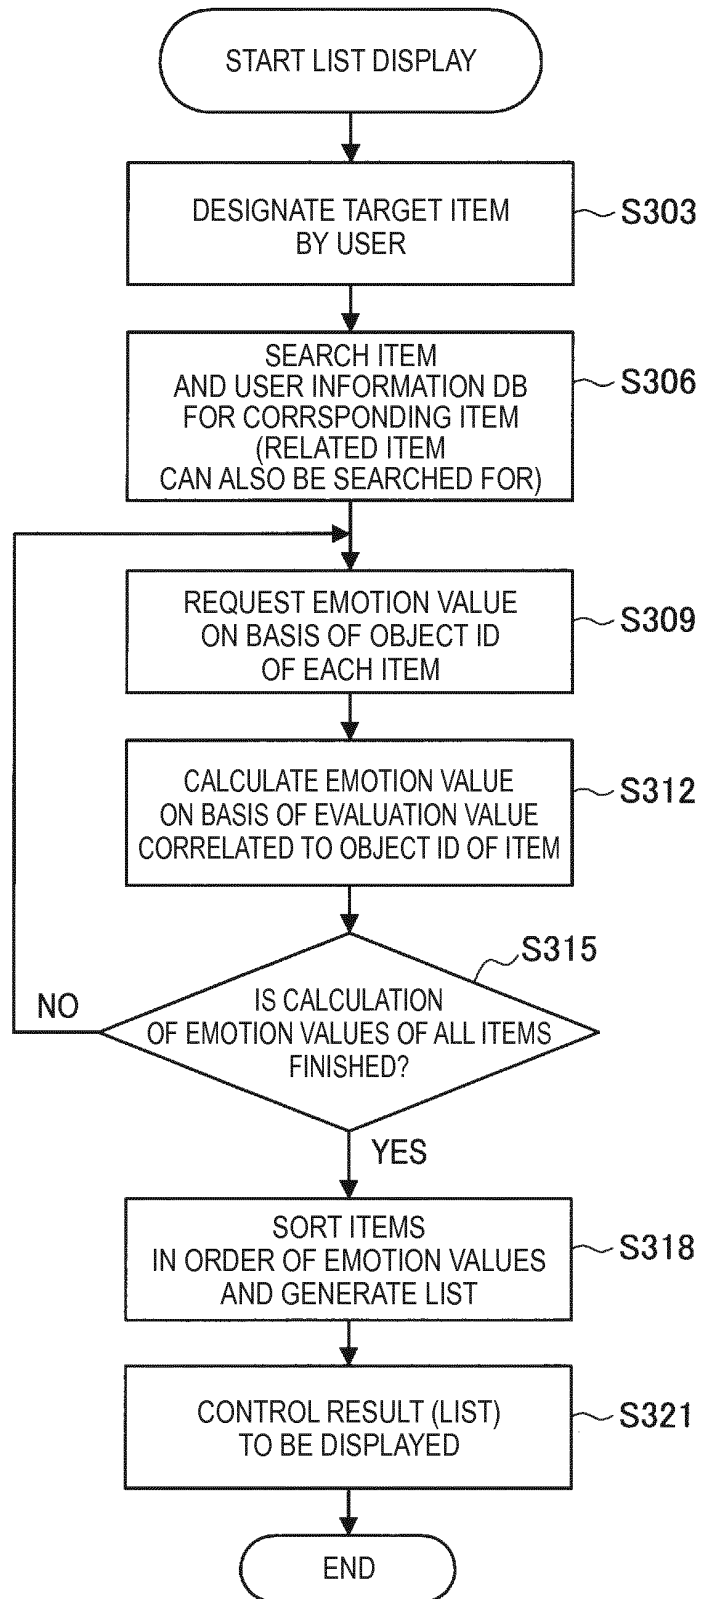 START LIST DISPLAY
DESIGNATE TARGET ITEM
BY USER
S303
SEARCH ITEM
AND USER INFORMATION DB
FOR CORRSPONDING ITEM
(RELATED ITEM
CAN ALSO BE SEARCHED FOR)
S306
REQUEST EMOTION VALUE
ON BASIS OF OBJECT ID
OF EACH ITEM
S309
CALCULATE EMOTION VALUE
ON BASIS OF EVALUATION VALUE
CORRELATED TO OBJECT ID OF ITEM
S312
S315
IS CALCULATION
OF EMOTION VALUES OF ALL ITEMS
FINISHED?
NO
YES
SORT ITEMS
IN ORDER OF EMOTION VALUES
AND GENERATE LIST
S318
CONTROL RESULT (LIST)
TO BE DISPLAYED
S321
END